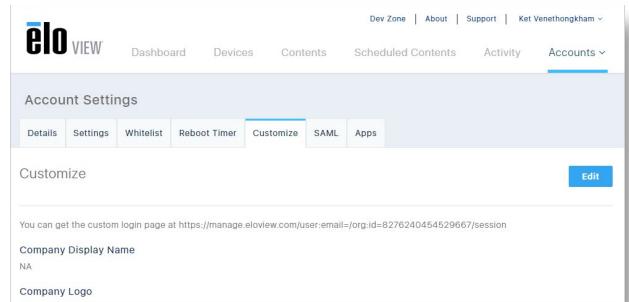 Dev Zone | About | Support | Ket Venethongkham
elo VIEW
Dashboard Devices Contents Scheduled Contents Activity Accounts
Account Settings
Details Settings Whitelist Reboot Timer Customize SAML Apps
Customize Edit
You can get the custom login page at https://manage.eloview.com/user:email=/org:id=8276240454529667/session
Company Display Name
NA
Company Logo